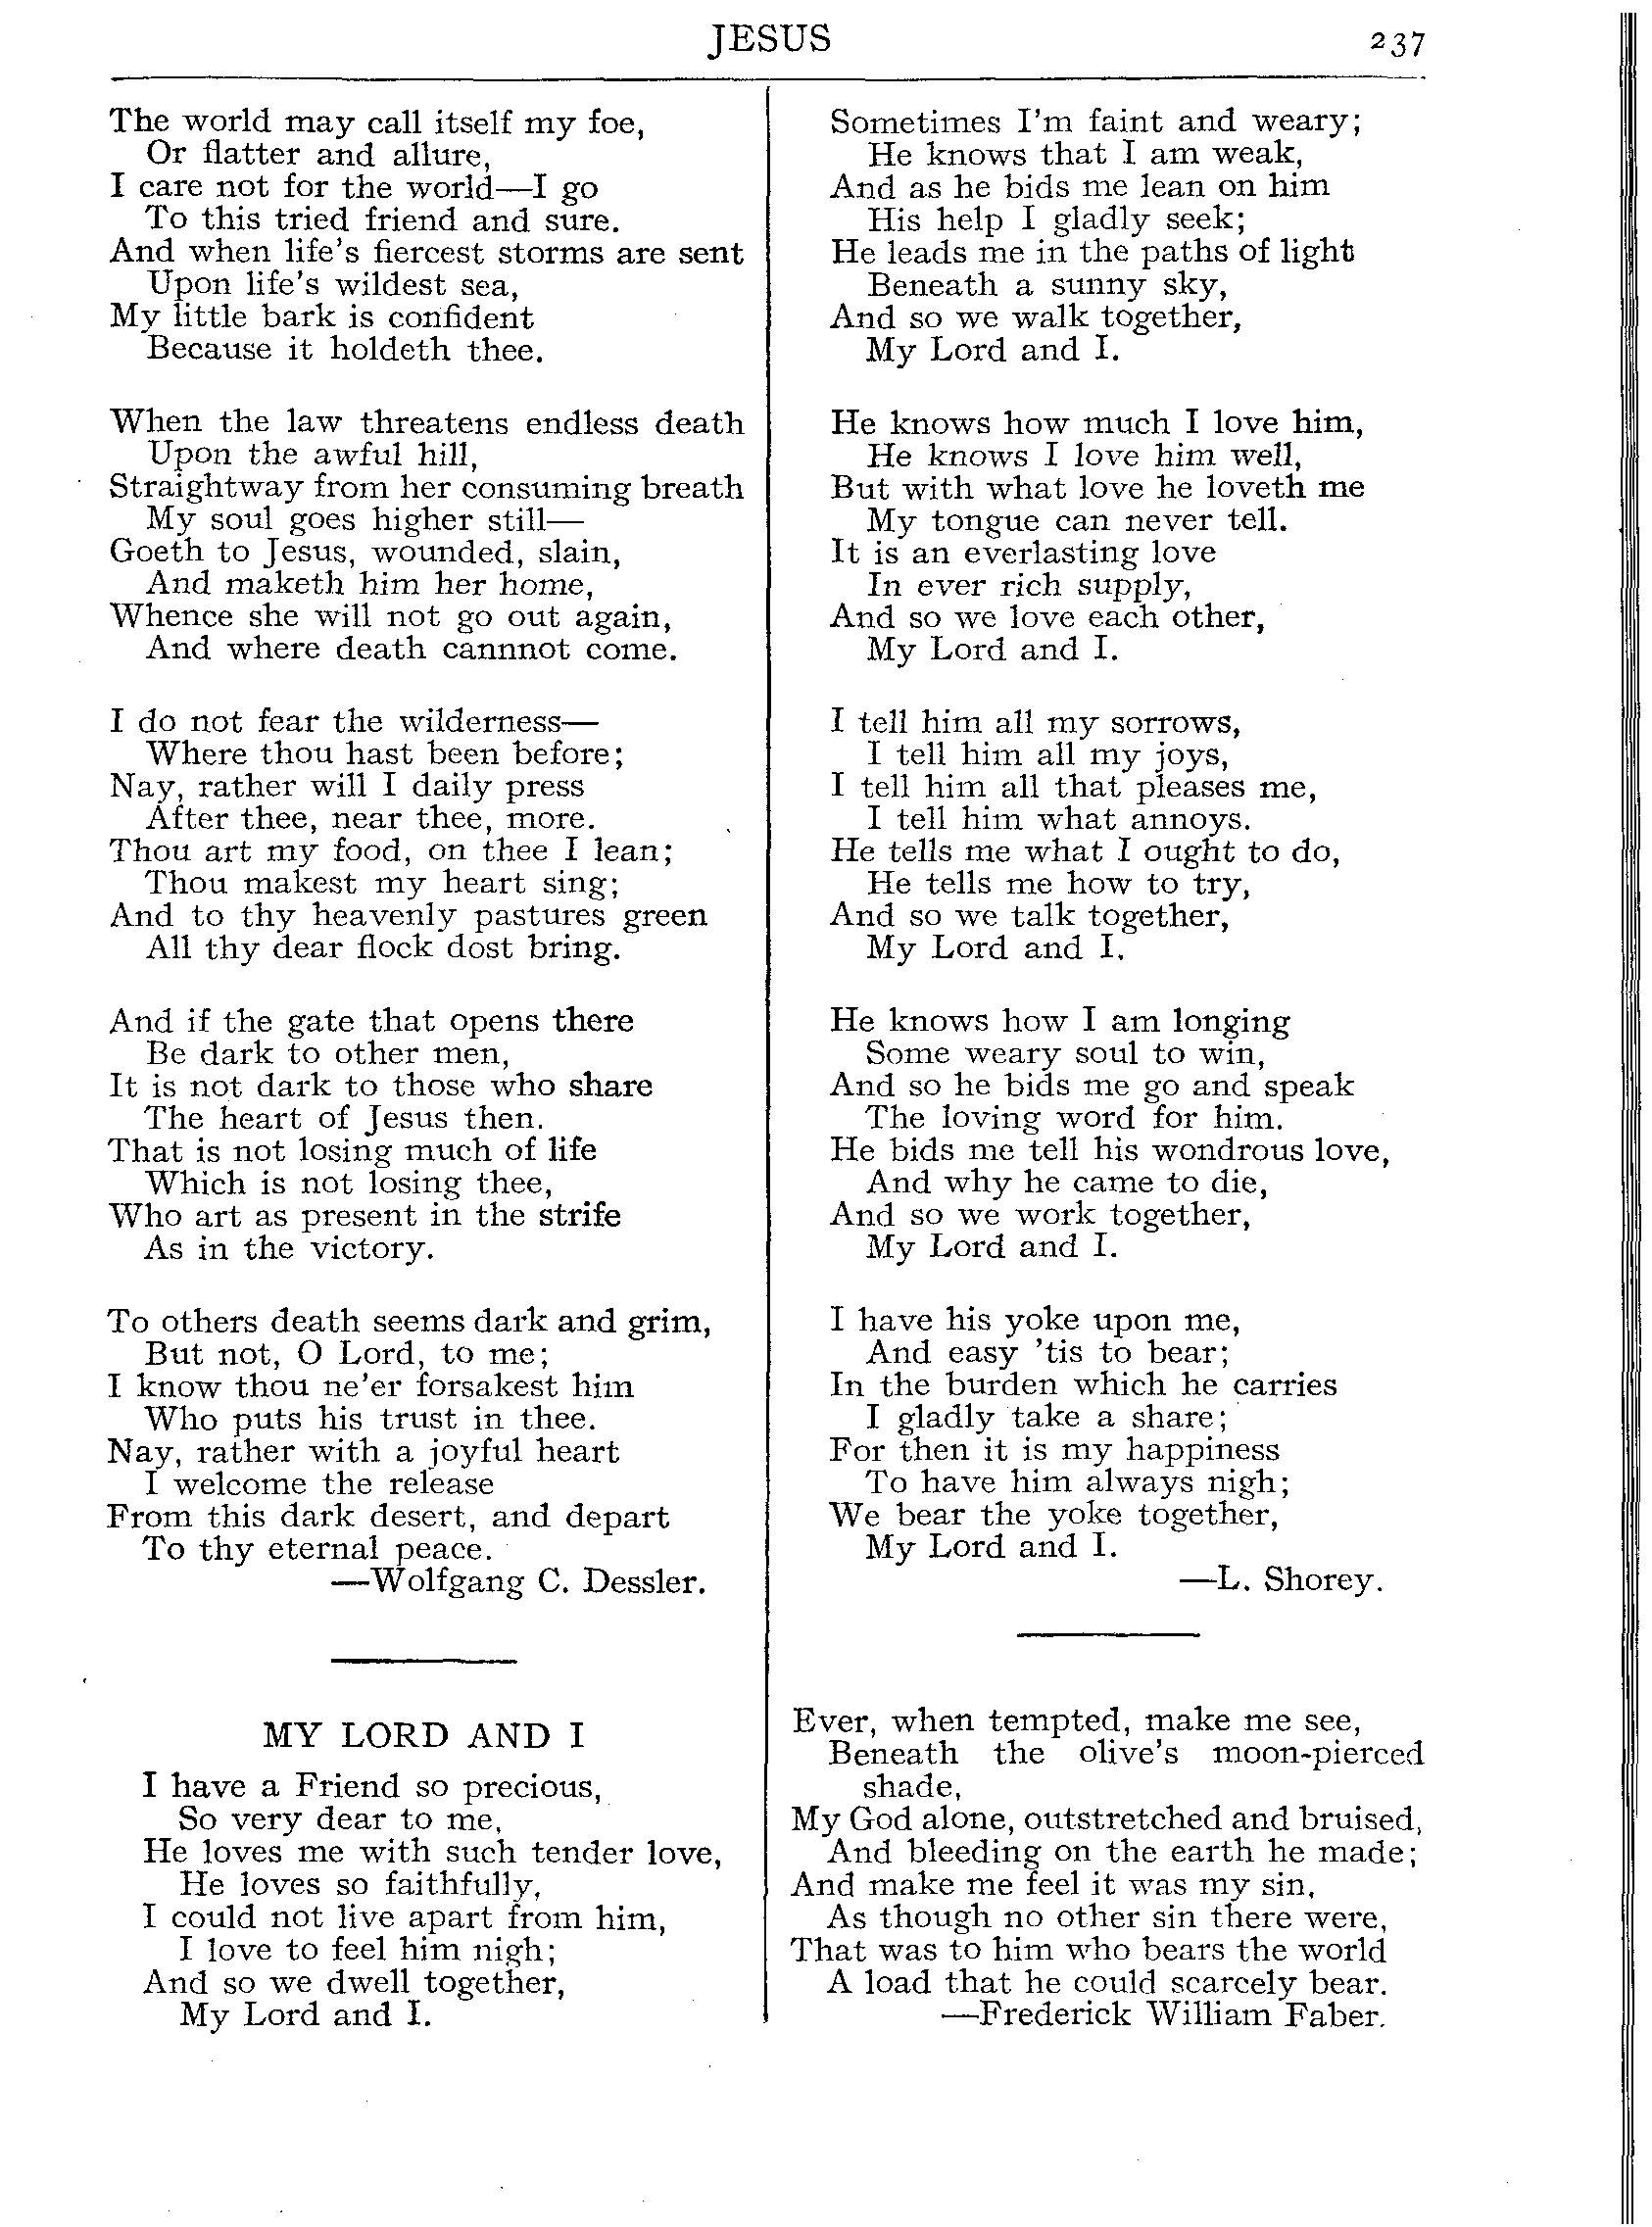 JESUS 237
The world may call itself my foe,
Or flatter and allure,
I care not for the world—I go
To this tried friend and sure.
And when life's fiercest storms are sent
Upon life's wildest sea,
My little bark is confident
Because it holdeth thee.
When the law threatens endless death
Upon the awful hill,
Straightway from her consuming breath
My soul goes higher still—
Goeth to Jesus, wounded, slain,
And maketh him her home,
Whence she will not go out again,
And where death cannnot come.
I do not fear the wilderness—
Where thou hast been before;
Nay, rather will I daily press
After thee, near thee, more.
Thou art my food, on thee I lean;
Thou makest my heart sing;
And to thy heavenly pastures green
All thy dear flock dost bring.
And if the gate that opens there
Be dark to other men,
It is not dark to those who share
The heart of Jesus then.
That is not losing much of life
Which is not losing thee,
Who art as present in the strife
As in the victory.
To others death seems dark and grim,
But not, O Lord, to me;
I know thou ne'er forsakest him
Who puts his trust in thee.
Nay, rather with a joyful heart
I welcome the release
From this dark desert, and depart
To thy eternal peace.
—Wolfgang C. Dessler.
MY LORD AND I
I have a Friend so precious,
So very dear to me,
He loves me with such tender love,
He loves so faithfully,
I could not live apart from him,
I love to feel him nigh;
And so we dwell together,
My Lord and I.
Sometimes I'm faint and weary;
He knows that I am weak,
And as he bids me lean on him
His help I gladly seek;
He leads me in the paths of light
Beneath a sunny sky,
And so we walk together,
My Lord and I.
He knows how much I love him,
He knows I love him well,
But with what love he loveth me
My tongue can never tell.
It is an everlasting love
In ever rich supply,
And so we love each other,
My Lord and I.
I tell him all my sorrows,
I tell him all my joys,
I tell him all that pleases me,
I tell him what annoys.
He tells me what I ought to do,
He tells me how to try,
And so we talk together,
My Lord and I.
He knows how I am longing
Some weary soul to win,
And so he bids me go and speak
The loving word for him.
He bids me tell his wondrous love,
And why he came to die,
And so we work together,
My Lord and I.
I have his yoke upon me,
And easy 'tis to bear;
In the burden which he carries
I gladly take a share;
For then it is my happiness
To have him always nigh;
We bear the yoke together,
My Lord and I.
—L. Shorey.
Ever, when tempted, make me see,
Beneath the olive's moon-pierced
shade,
My God alone, outstretched and bruised,
And bleeding on the earth he made;
And make me feel it was my sin,
As though no other sin there were,
That was to him who bears the world
A load that he could scarcely bear.
—Frederick William Faber.